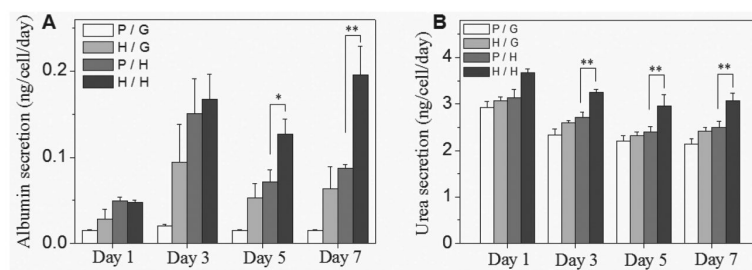 A
P / G
H / G
P / H
H / H
**
*
0.2
0.1
0.0
Albumin secretion (ng/cell/day)
Day 1 Day 3 Day 5 Day 7
B
P / G
H / G
P / H
H / H
** ** **
5
4
3
2
1
0
Urea secretion (ng/cell/day)
Day 1 Day 3 Day 5 Day 7